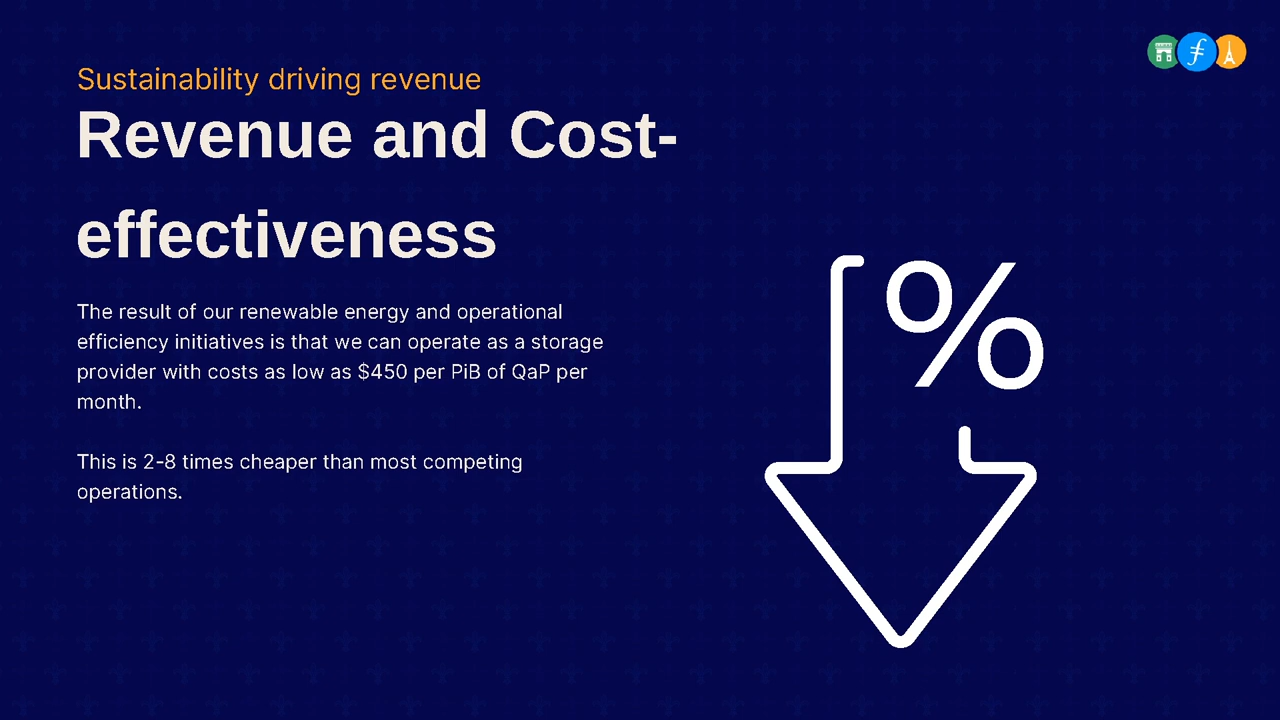 Sustainability driving revenue
Revenue and Cost-
effectiveness
The result of our renewable energy and operational
efficiency initiatives is that we can operate as a storage
provider with costs as low as $450 per PiB of QaP per
month.
This is 2-8 times cheaper than most competing
operations.
%